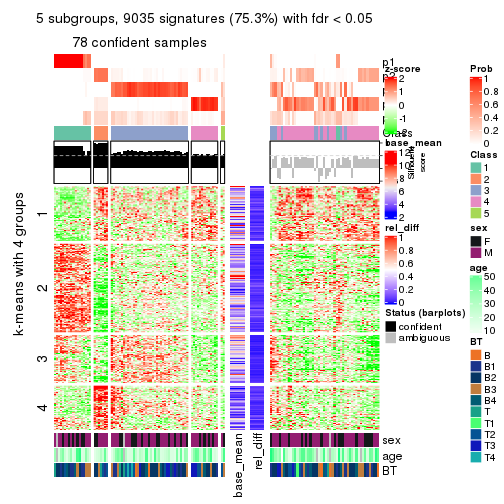 5 subgroups, 9035 signatures (75.3%) with fdr < 0.05
78 confident samples
p1
z-score
2
1
0
-1
-2
Class
Silhouette
score
base_mean
12
10
8
6
4
2
rel_diff
1
0.8
0.6
0.4
0.2
0
Status (barplots)
confident
ambiguous
Prob
1
0.8
0.6
0.4
0.2
0
Class
1
2
3
4
5
sex
F
M
age
50
40
30
20
10
BT
B
B1
B2
B3
B4
T
T1
T2
T3
T4
k-means with 4 groups
1
2
3
4
base_mean
rel_diff
sex
age
BT